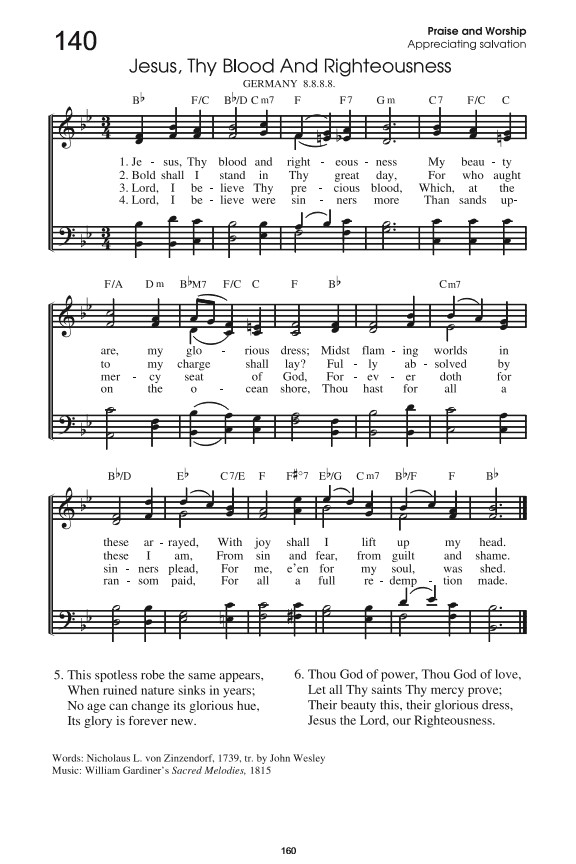 140
Praise and Worship
Appreciating salvation
Jesus, Thy Blood And Righteousness
GERMANY 8.8.8.8.
B♭ F/C B♭/D C m7 F F7 G m C 7 F/C C
1. Je - sus, Thy blood and right - eous - ness My beau - ty
2. Bold shall I stand in Thy great day, For who aught
3. Lord, I be - lieve Thy pre - cious blood, Which, at the
4. Lord, I be - lieve were sin - ners more Than sands up-
F/A D m B♭M7 F/C C F B♭ Cm7
are, my glo - rious dress; Midst flam - ing worlds in
to my charge shall lay? Ful - ly ab - solved by
mer - cy seat of God, For - ev - er doth for
on the o - cean shore, Thou hast for all a
B♭/D E♭ C7/E F F♯°7 E♭/G C m7 B♭/F F B♭
these ar - rayed, With joy shall I lift up my head.
these I am, From sin and fear, from guilt and shame.
sin - ners plead, For me, e'en for my soul, was shed.
ran - som paid, For all a full re - demp - tion made.
5. This spotless robe the same appears,
When ruined nature sinks in years;
No age can change its glorious hue,
Its glory is forever new.
6. Thou God of power, Thou God of love,
Let all Thy saints Thy mercy prove;
Their beauty this, their glorious dress,
Jesus the Lord, our Righteousness.
Words: Nicholaus L. von Zinzendorf, 1739, tr. by John Wesley
Music: William Gardiner's Sacred Melodies, 1815
160